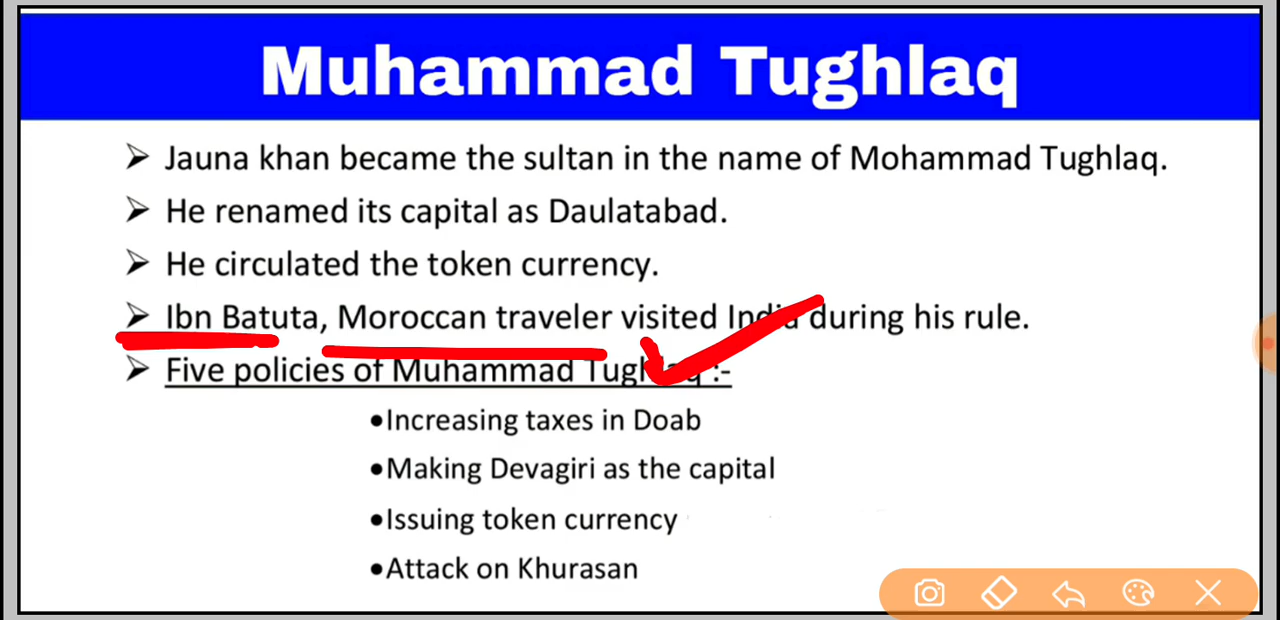 Muhammad Tughlaq
➢ Jauna khan became the sultan in the name of Mohammad Tughlaq.
➢ He renamed its capital as Daulatabad.
➢ He circulated the token currency.
➢ Ibn Batuta, Moroccan traveler visited India during his rule.
➢ Five policies of Muhammad Tughlaq :-
•Increasing taxes in Doab
•Making Devagiri as the capital
•Issuing token currency
•Attack on Khurasan